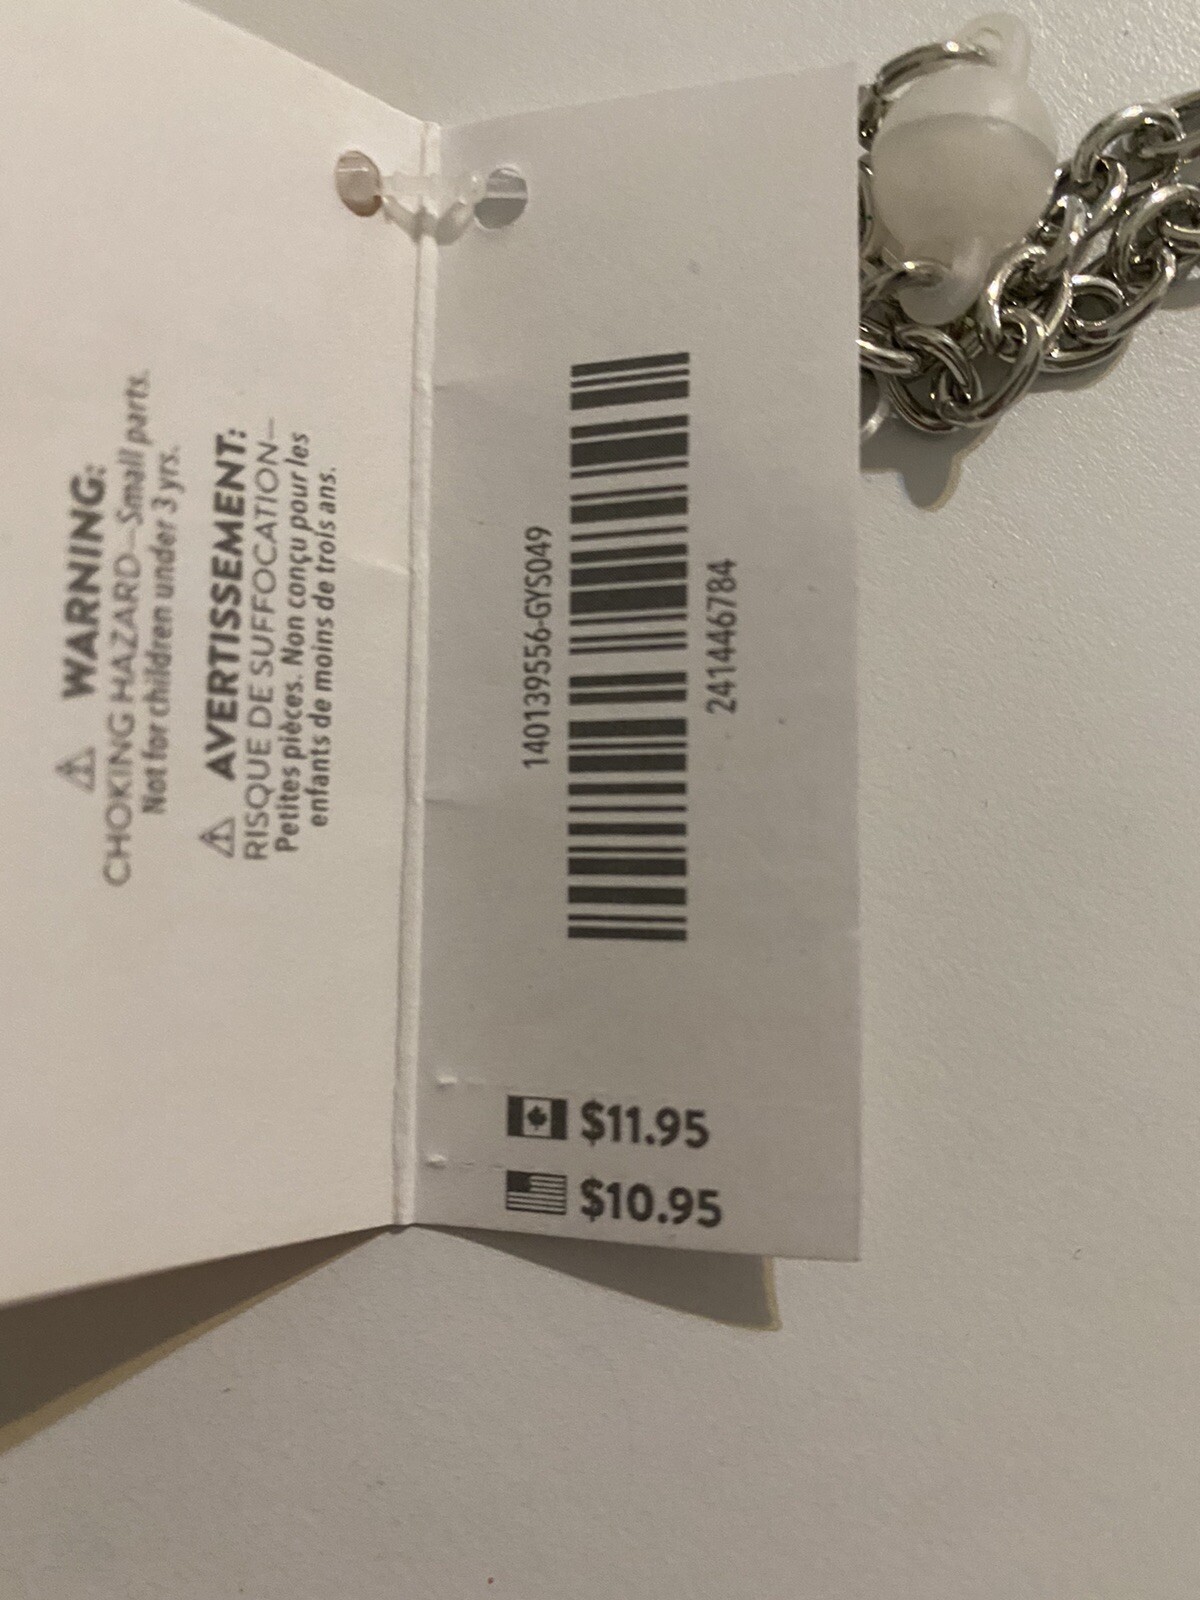 ⚠ WARNING:
CHOKING HAZARD—Small parts.
Not for children under 3 yrs.
⚠ AVERTISSEMENT:
RISQUE DE SUFFOCATION—
Petites pièces. Non conçu pour les
enfants de moins de trois ans.
140139556-GYS049
241446784
$11.95
$10.95